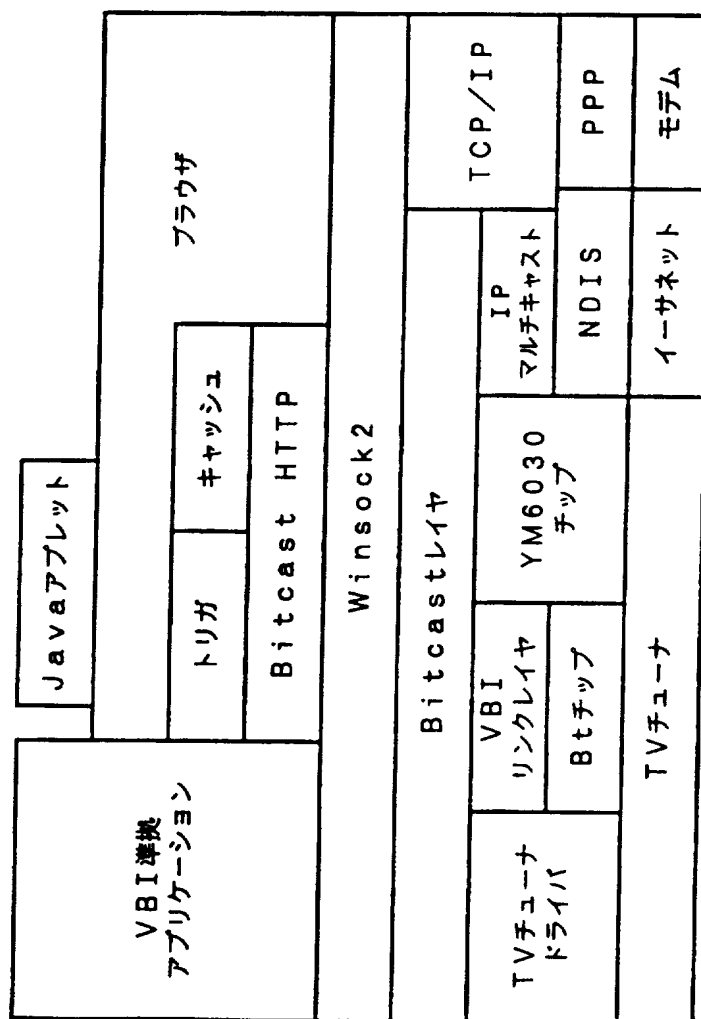 Javaアプレット
VBI準拠
アプリケーション
ブラウザ
トリガ
キャッシュ
Bitcast HTTP
Winsock2
Bitcastレイヤ
TCP/IP
TVチューナ
ドライバ
VBI
リンクレイヤ
YM6030
チップ
IP
マルチキャスト
Btチップ
NDIS
PPP
TVチューナ
イーサネット
モデム